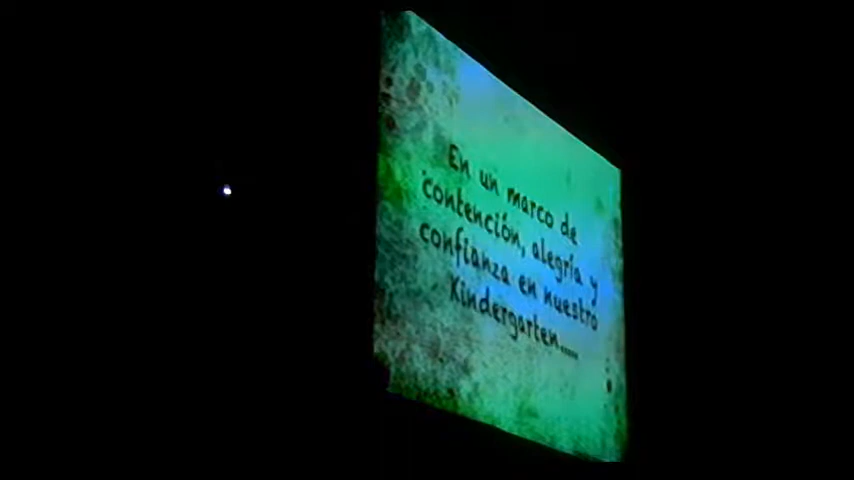 En un marco de
contención, alegría y
confianza en nuestro
Kindergarten.....